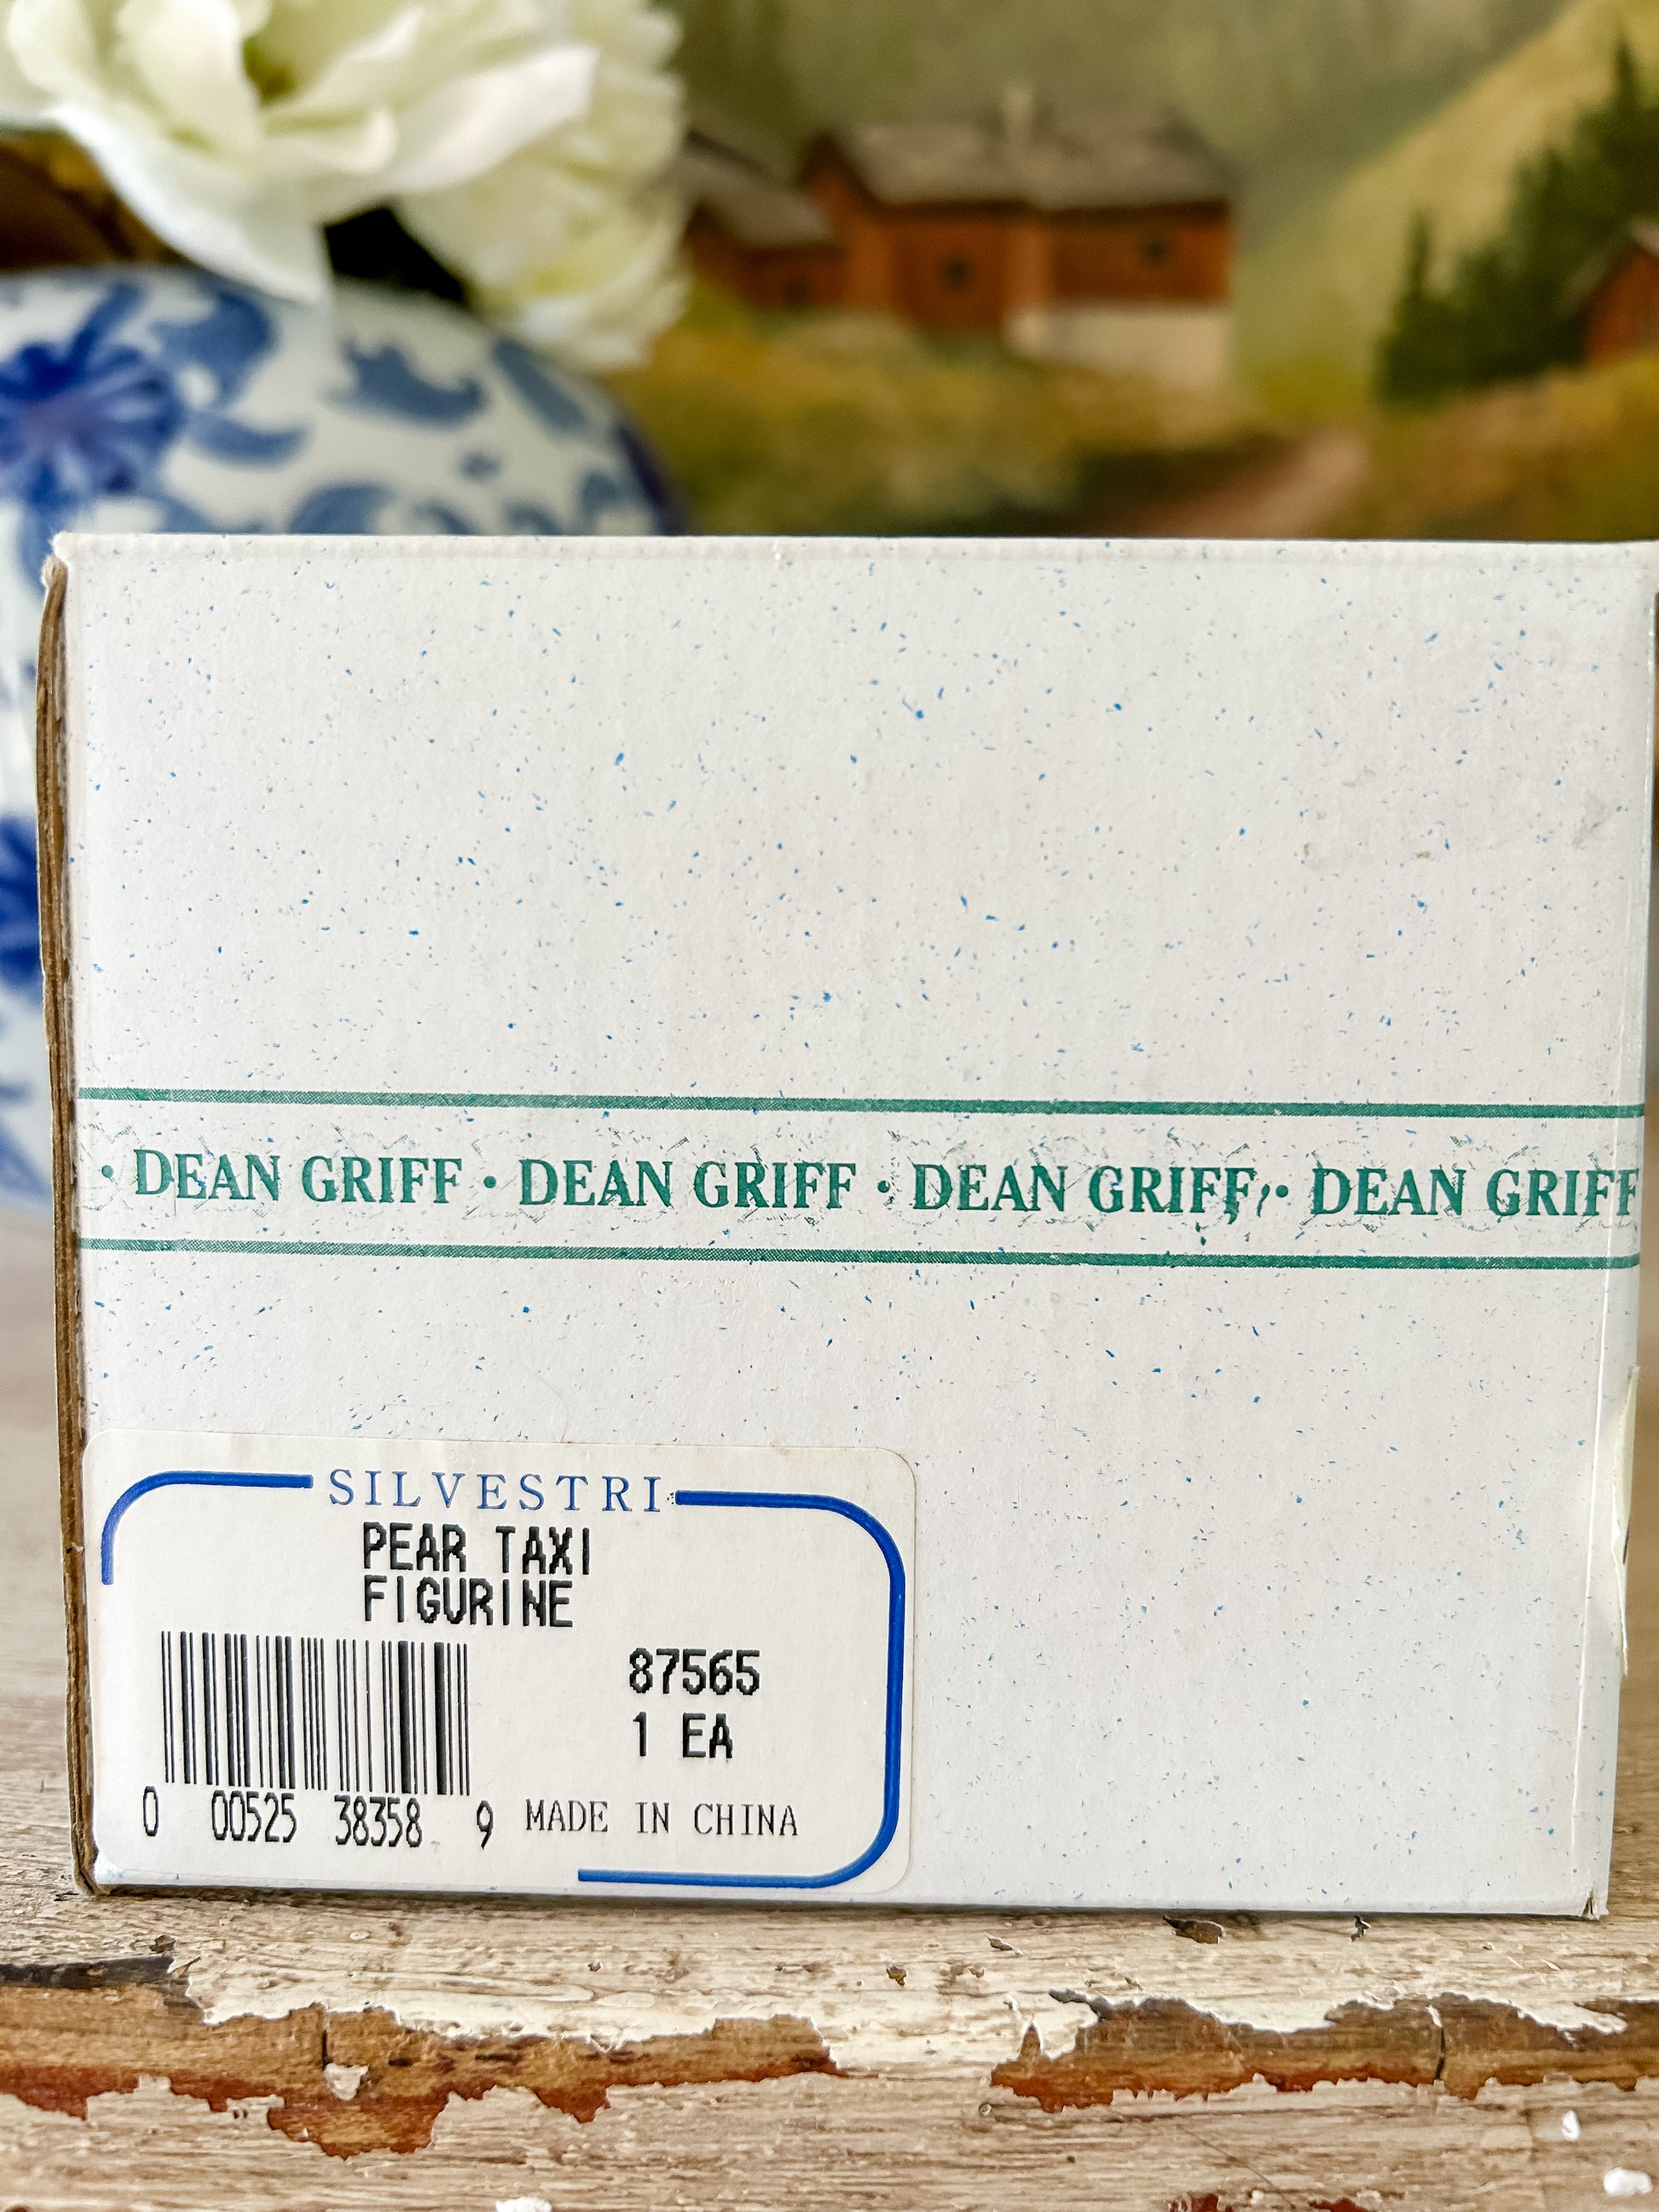 • DEAN GRIFF • DEAN GRIFF • DEAN GRIFF • DEAN GRIFF
SILVESTRI
PEAR TAXI
FIGURINE
87565
1 EA
0 00525 38358 9 MADE IN CHINA